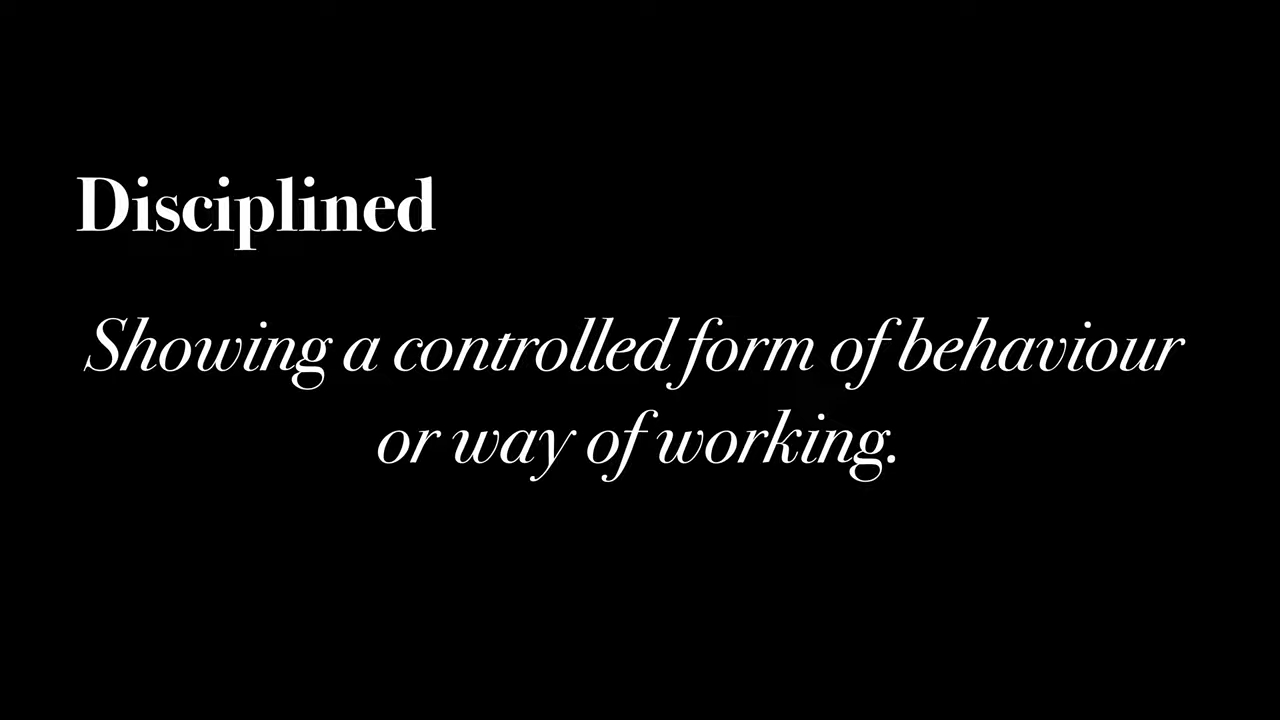 Disciplined
Showing a controlled form of behaviour
or way of working.